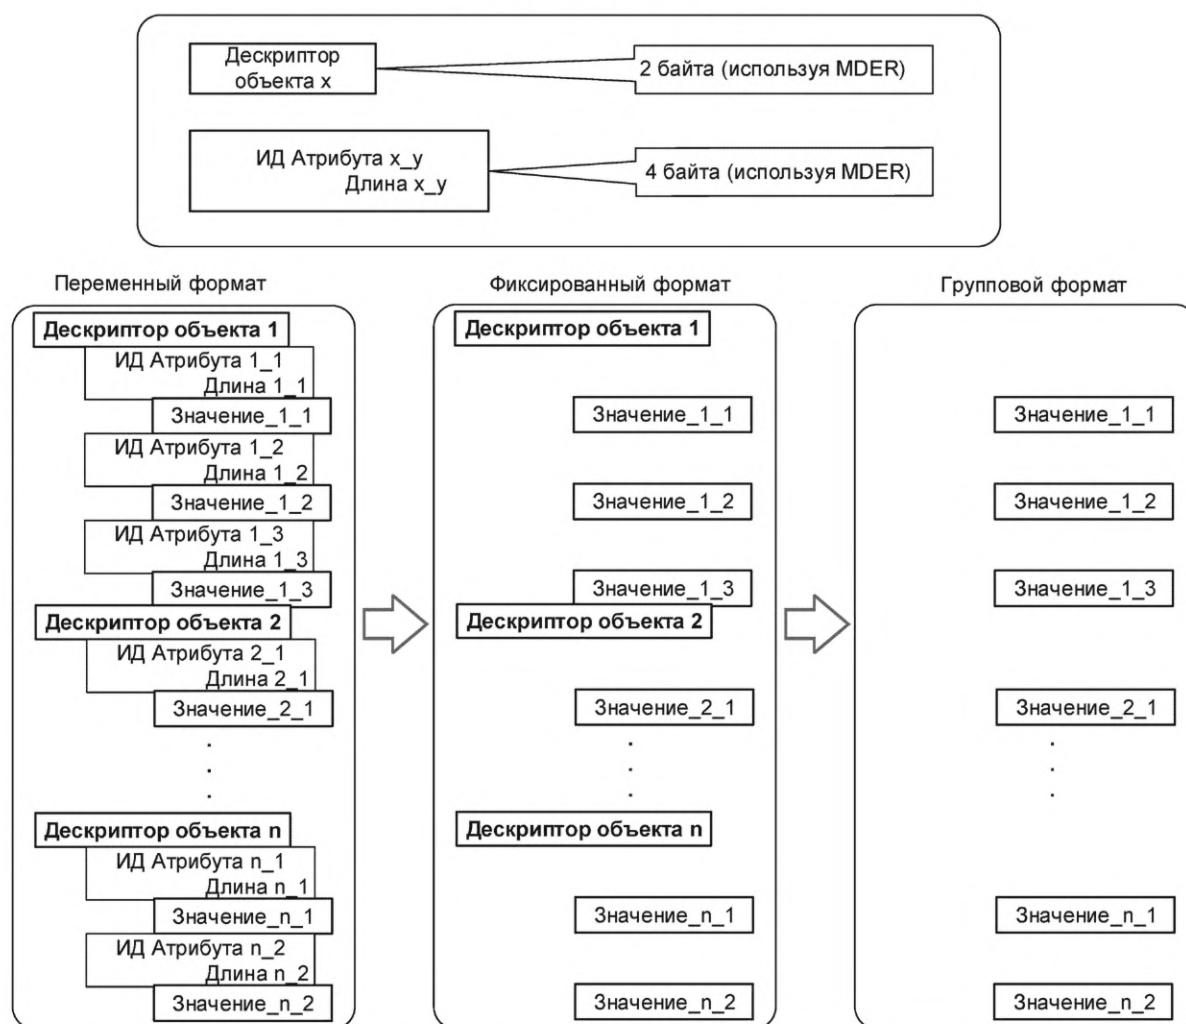 Дескриптор
объекта x
2 байта (используя MDER)
ИД Атрибута x_y
Длина x_y
4 байта (используя MDER)
Переменный формат
Дескриптор объекта 1
ИД Атрибута 1_1
Длина 1_1
Значение_1_1
ИД Атрибута 1_2
Длина 1_2
Значение_1_2
ИД Атрибута 1_3
Длина 1_3
Значение_1_3
Дескриптор объекта 2
ИД Атрибута 2_1
Длина 2_1
Значение_2_1
Дескриптор объекта n
ИД Атрибута n_1
Длина n_1
Значение_n_1
ИД Атрибута n_2
Длина n_2
Значение_n_2
Фиксированный формат
Дескриптор объекта 1
Значение_1_1
Значение_1_2
Значение_1_3
Дескриптор объекта 2
Значение_2_1
Дескриптор объекта n
Значение_n_1
Значение_n_2
Групповой формат
Значение_1_1
Значение_1_2
Значение_1_3
Значение_2_1
Значение_n_1
Значение_n_2